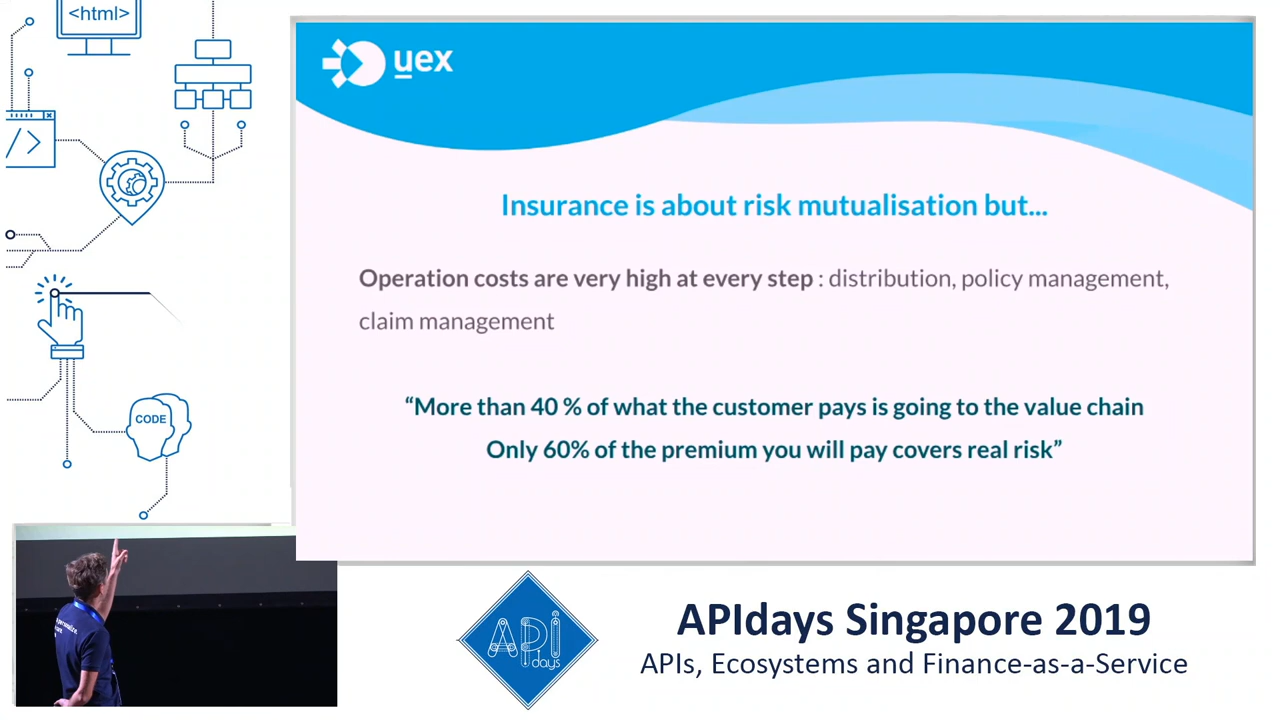 <html>
uex
Insurance is about risk mutualisation but...
Operation costs are very high at every step : distribution, policy management,
claim management
“More than 40 % of what the customer pays is going to the value chain
Only 60% of the premium you will pay covers real risk”
/>
CODE
API
days
APIdays Singapore 2019
APIs, Ecosystems and Finance-as-a-Service